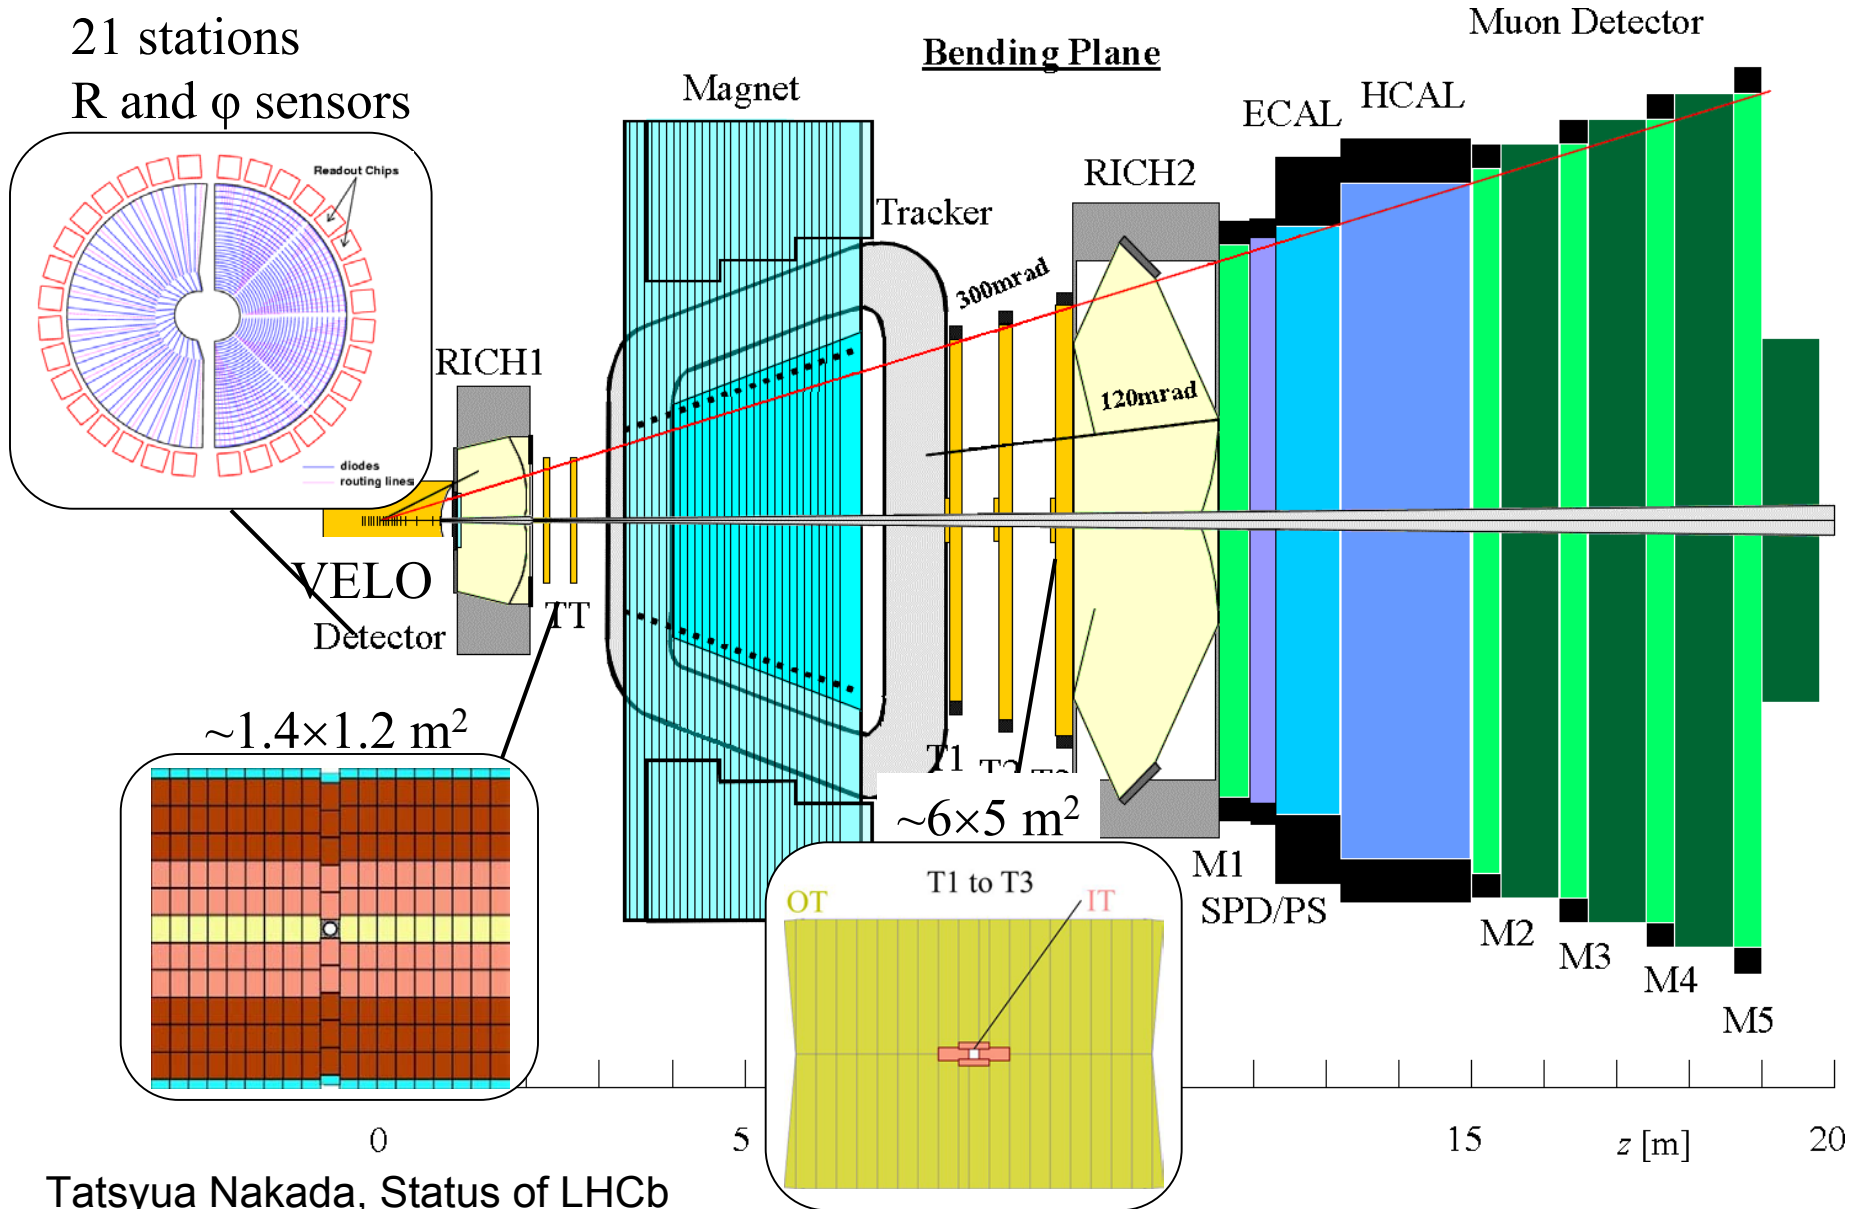 21 stations
R and φ sensors
Readout Chips
diodes
routing lines
Bending Plane
Muon Detector
Magnet
ECAL
HCAL
RICH2
Tracker
300mrad
120mrad
RICH1
VELO
Detector
TT
T1
T2
~1.4×1.2 m²
~6×5 m²
T1 to T3
OT
IT
M1
SPD/PS
M2
M3
M4
M5
0
5
15
z [m]
20
Tatsyua Nakada, Status of LHCb